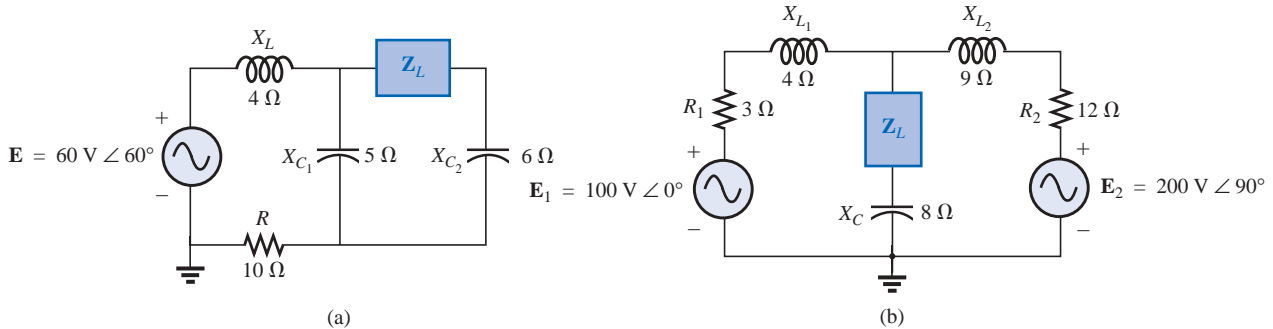 X_L
4 Ω
Z_L
+
E = 60 V ∠ 60°
−
X_C1
5 Ω
X_C2
6 Ω
R
10 Ω
(a)
X_L1
4 Ω
X_L2
9 Ω
R_1
3 Ω
Z_L
R_2
12 Ω
+
E_1 = 100 V ∠ 0°
−
X_C
8 Ω
+
E_2 = 200 V ∠ 90°
−
(b)